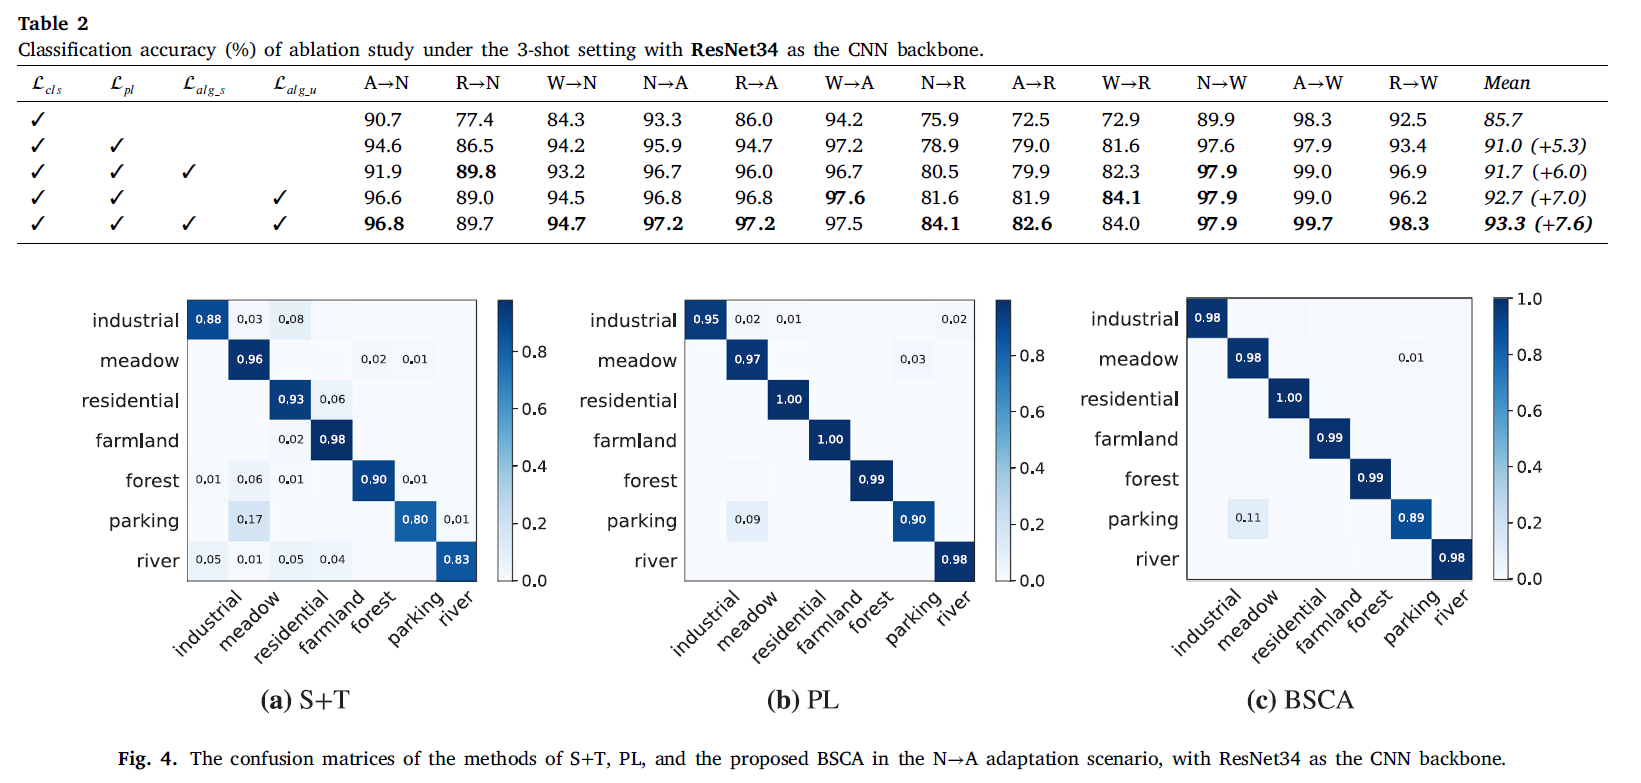 Table 2
Classification accuracy (%) of ablation study under the 3-shot setting with ResNet34 as the CNN backbone.
ℒcls ℒpl ℒalg_s ℒalg_u A→N R→N W→N N→A R→A W→A N→R A→R W→R N→W A→W R→W Mean
✓ 90.7 77.4 84.3 93.3 86.0 94.2 75.9 72.5 72.9 89.9 98.3 92.5 85.7
✓ ✓ 94.6 86.5 94.2 95.9 94.7 97.2 78.9 79.0 81.6 97.6 97.9 93.4 91.0 (+5.3)
✓ ✓ ✓ 91.9 89.8 93.2 96.7 96.0 96.7 80.5 79.9 82.3 97.9 99.0 96.9 91.7 (+6.0)
✓ ✓ ✓ 96.6 89.0 94.5 96.8 96.8 97.6 81.6 81.9 84.1 97.9 99.0 96.2 92.7 (+7.0)
✓ ✓ ✓ ✓ 96.8 89.7 94.7 97.2 97.2 97.5 84.1 82.6 84.0 97.9 99.7 98.3 93.3 (+7.6)
industrial 0.88 0.03 0.08
meadow 0.96 0.02 0.01
residential 0.93 0.06
farmland 0.02 0.98
forest 0.01 0.06 0.01 0.90 0.01
parking 0.17 0.80 0.01
river 0.05 0.01 0.05 0.04 0.83
industrial meadow residential farmland forest parking river
0.8
0.6
0.4
0.2
0.0
(a) S+T
industrial 0.95 0.02 0.01 0.02
meadow 0.97 0.03
residential 1.00
farmland 1.00
forest 0.99
parking 0.09 0.90
river 0.98
industrial meadow residential farmland forest parking river
0.8
0.6
0.4
0.2
0.0
(b) PL
industrial 0.98
meadow 0.98 0.01
residential 1.00
farmland 0.99
forest 0.99
parking 0.11 0.89
river 0.98
industrial meadow residential farmland forest parking river
1.0
0.8
0.6
0.4
0.2
0.0
(c) BSCA
Fig. 4. The confusion matrices of the methods of S+T, PL, and the proposed BSCA in the N→A adaptation scenario, with ResNet34 as the CNN backbone.